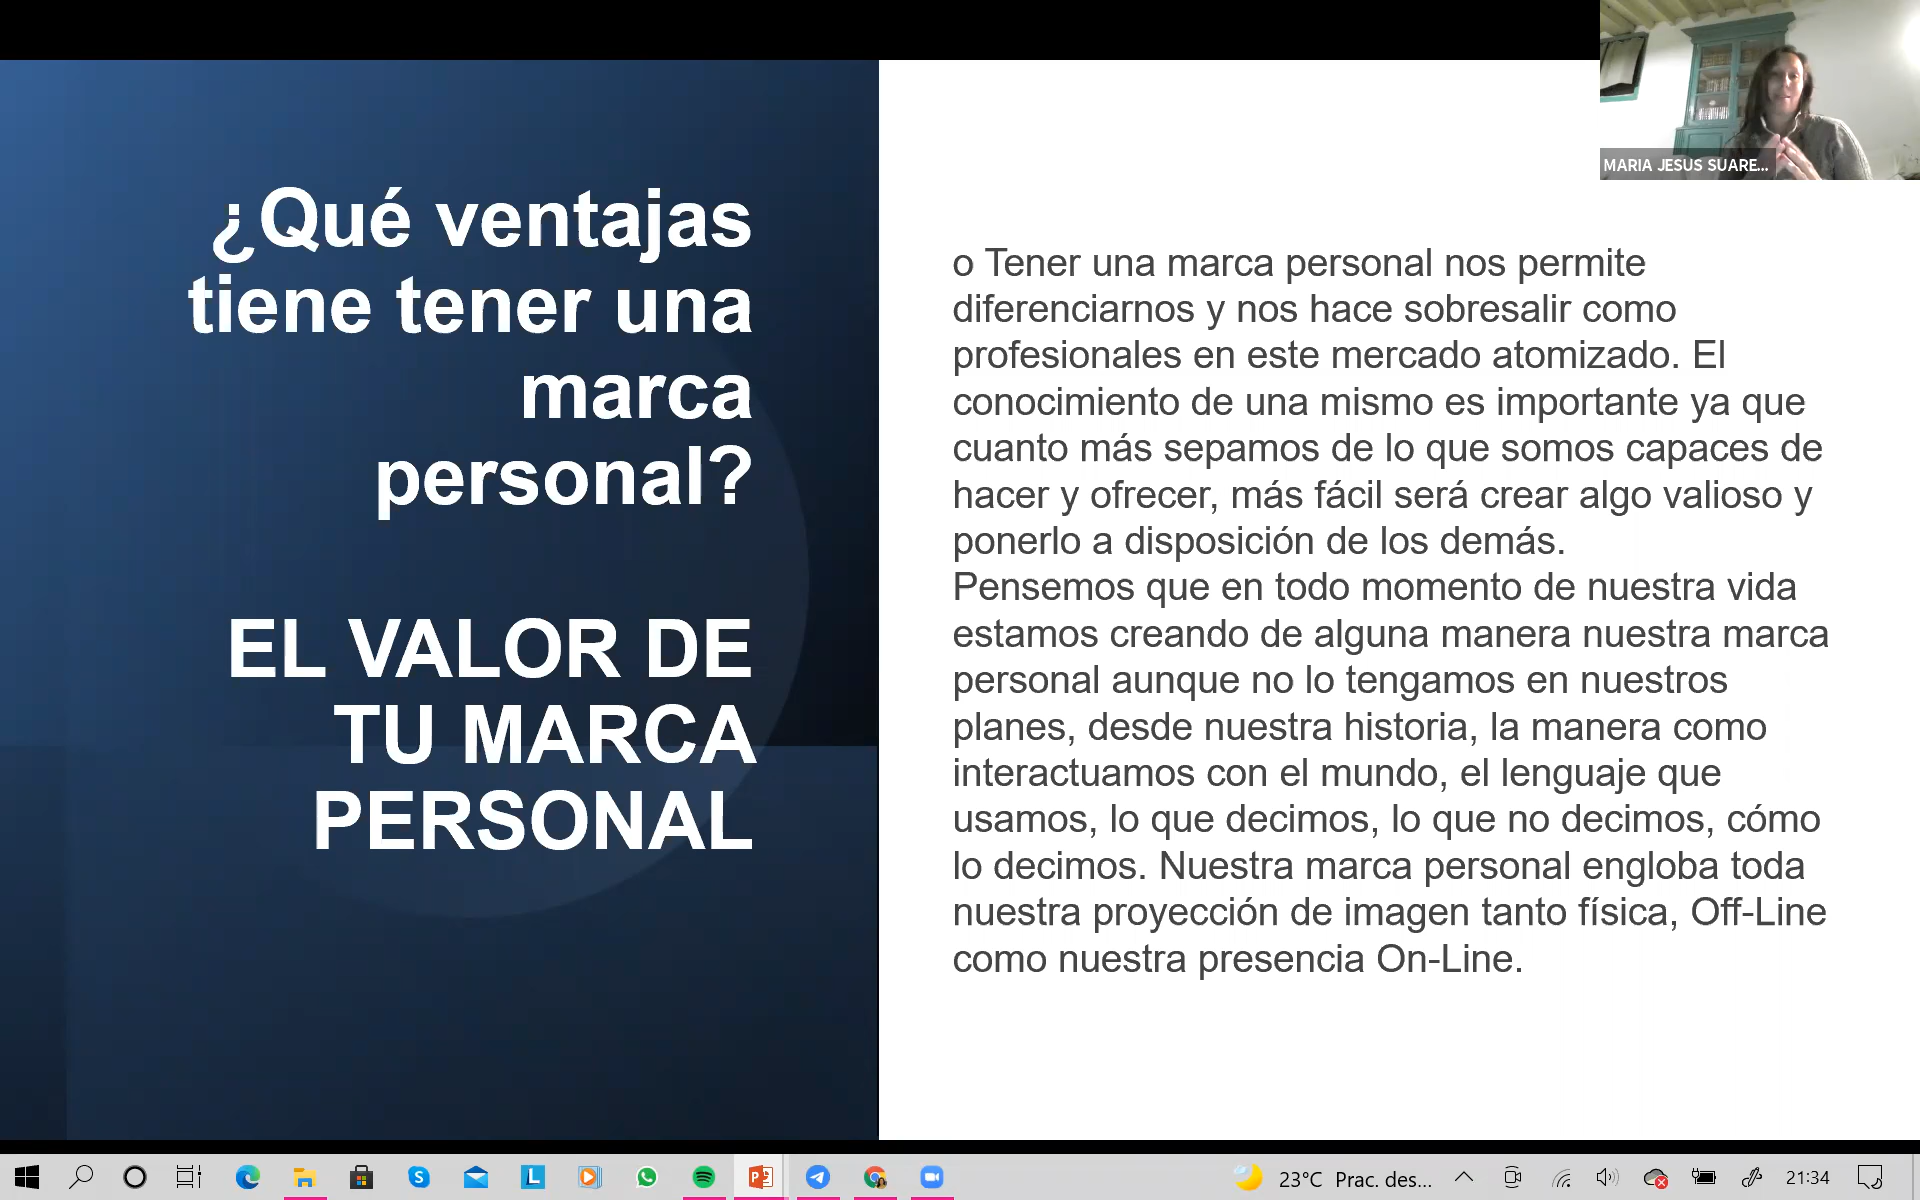 ¿Qué ventajas
tiene tener una
marca
personal?
EL VALOR DE
TU MARCA
PERSONAL
MARIA JESUS SUARE...
o Tener una marca personal nos permite
diferenciarnos y nos hace sobresalir como
profesionales en este mercado atomizado. El
conocimiento de una mismo es importante ya que
cuanto más sepamos de lo que somos capaces de
hacer y ofrecer, más fácil será crear algo valioso y
ponerlo a disposición de los demás.
Pensemos que en todo momento de nuestra vida
estamos creando de alguna manera nuestra marca
personal aunque no lo tengamos en nuestros
planes, desde nuestra historia, la manera como
interactuamos con el mundo, el lenguaje que
usamos, lo que decimos, lo que no decimos, cómo
lo decimos. Nuestra marca personal engloba toda
nuestra proyección de imagen tanto física, Off-Line
como nuestra presencia On-Line.
23°C Prac. des... 21:34